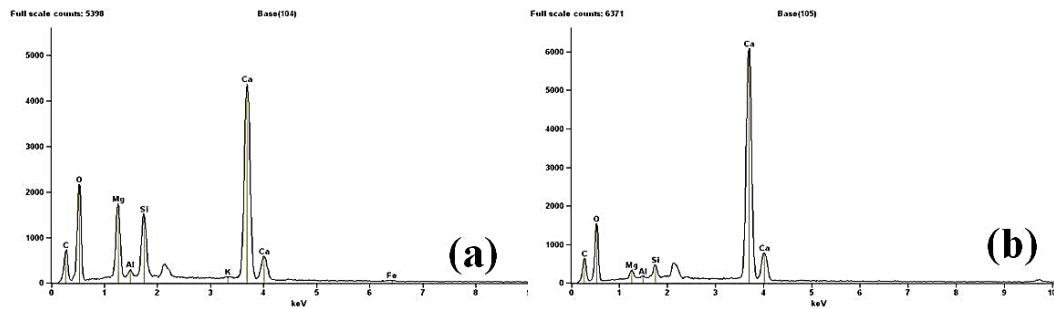 Full scale counts: 5398 Base(104)
5000
4000
3000
2000
1000
0
C
O
Mg
Al
Si
K
Ca
Ca
Fe
0 1 2 3 4 5 6 7 8
keV
(a)
Full scale counts: 6371 Base(105)
6000
5000
4000
3000
2000
1000
0
C
O
Mg
Al
Si
Ca
Ca
0 1 2 3 4 5 6 7 8 9 10
keV
(b)